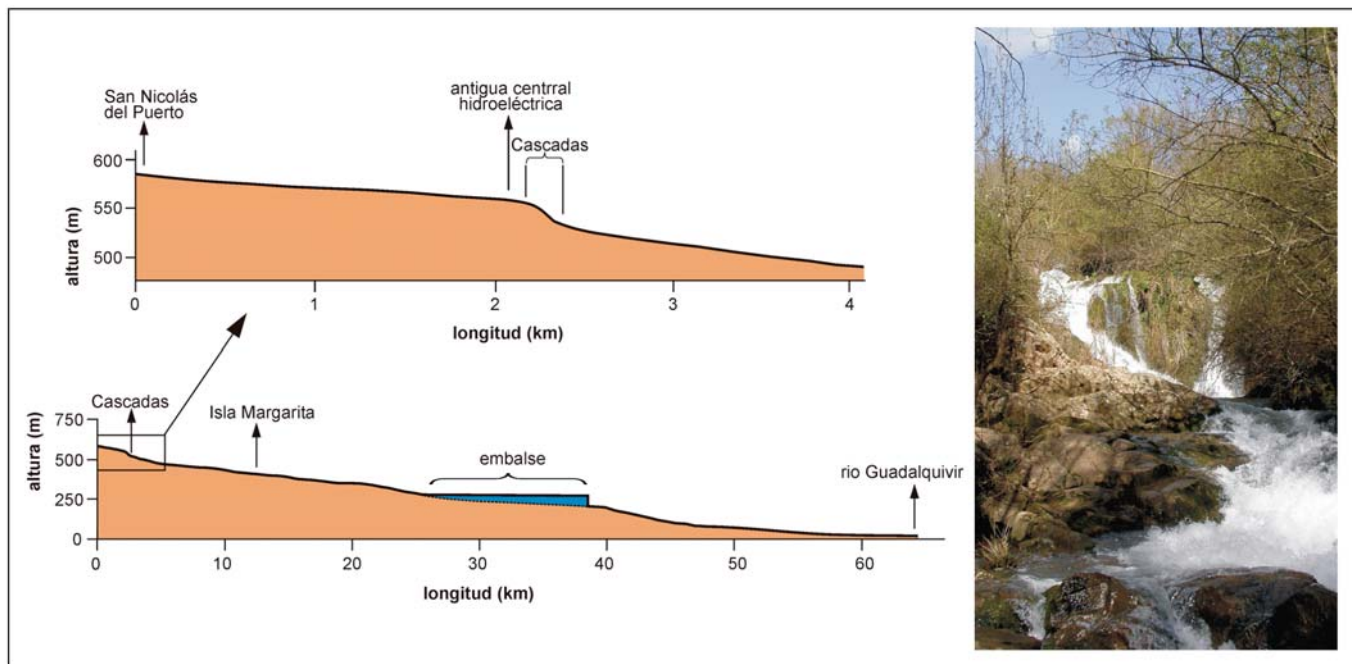 San Nicolás
del Puerto
antigua centrral
hidroeléctrica
Cascadas
600
550
500
altura (m)
0 1 2 3 4
longitud (km)
Cascadas
Isla Margarita
embalse
rio Guadalquivir
750
500
250
0
altura (m)
0 10 20 30 40 50 60
longitud (km)